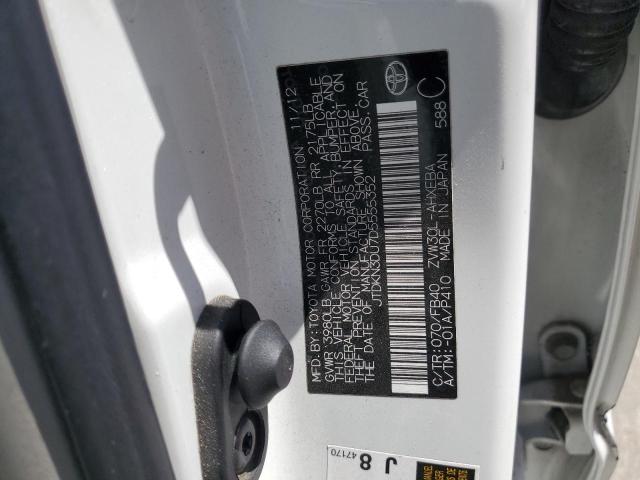 MFD. BY: TOYOTA MOTOR CORPORATION 11/12
GVWR 3980LB GAWR FR 2270LB RR 2175LB
THIS VEHICLE CONFORMS TO ALL APPLICABLE
FEDERAL MOTOR VEHICLE SAFETY, BUMPER, AND
THEFT PREVENTION STANDARDS IN EFFECT ON
THE DATE OF MANUFACTURE SHOWN ABOVE.
JTDKN3DU7D5555352 PASS. CAR
C/TR: 070/FB40 ZVW30L-AHXEBA
A/TM: -01A/P410 MADE IN JAPAN 588 C
J 8
47170